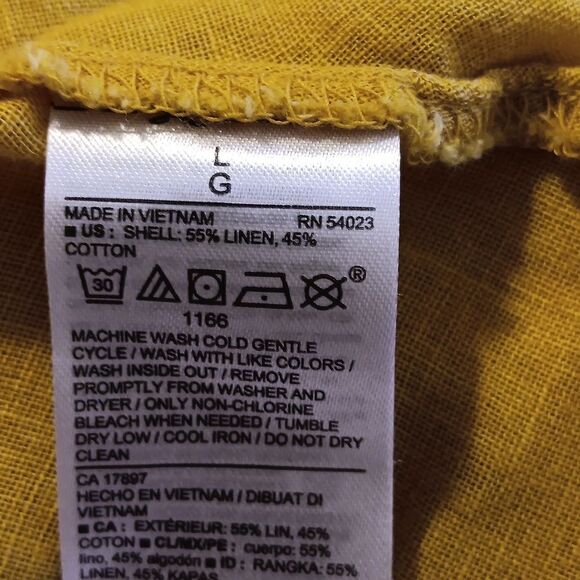 L
G
MADE IN VIETNAM RN 54023
■ US : SHELL: 55% LINEN, 45%
COTTON
30
®
1166
MACHINE WASH COLD GENTLE
CYCLE / WASH WITH LIKE COLORS /
WASH INSIDE OUT / REMOVE
PROMPTLY FROM WASHER AND
DRYER / ONLY NON-CHLORINE
BLEACH WHEN NEEDED / TUMBLE
DRY LOW / COOL IRON / DO NOT DRY
CLEAN
CA 17897
HECHO EN VIETNAM / DIBUAT DI
VIETNAM
■ CA : EXTÉRIEUR: 55% LIN, 45%
COTON ■ CL/MX/PE : cuerpo: 55%
lino, 45% algodón ■ ID : RANGKA: 55%
LINEN, 45% KAPAS